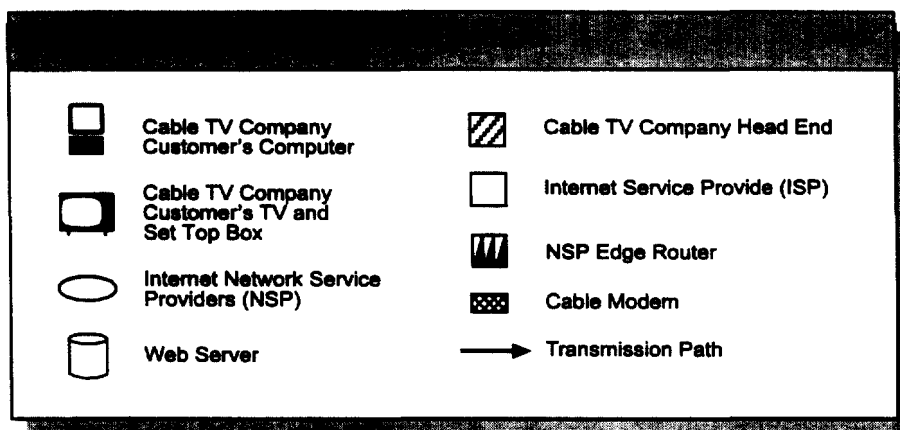 Cable TV Company
Customer's Computer
Cable TV Company
Customer's TV and
Set Top Box
Internet Network Service
Providers (NSP)
Web Server
Cable TV Company Head End
Internet Service Provide (ISP)
NSP Edge Router
Cable Modem
Transmission Path